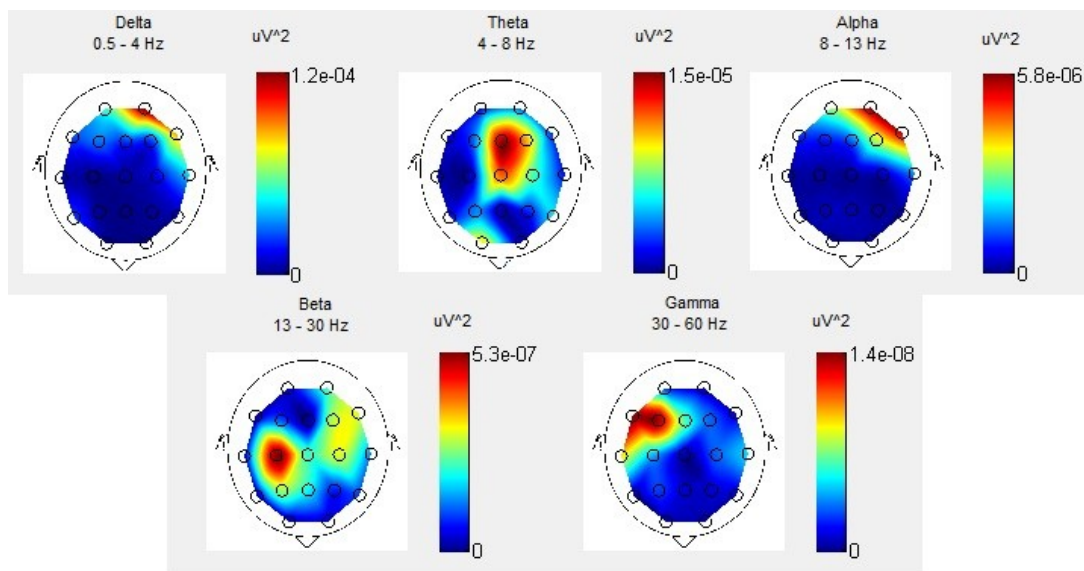 Delta
0.5 - 4 Hz
uV^2
1.2e-04
0
Theta
4 - 8 Hz
uV^2
1.5e-05
0
Alpha
8 - 13 Hz
uV^2
5.8e-06
0
Beta
13 - 30 Hz
uV^2
5.3e-07
0
Gamma
30 - 60 Hz
uV^2
1.4e-08
0